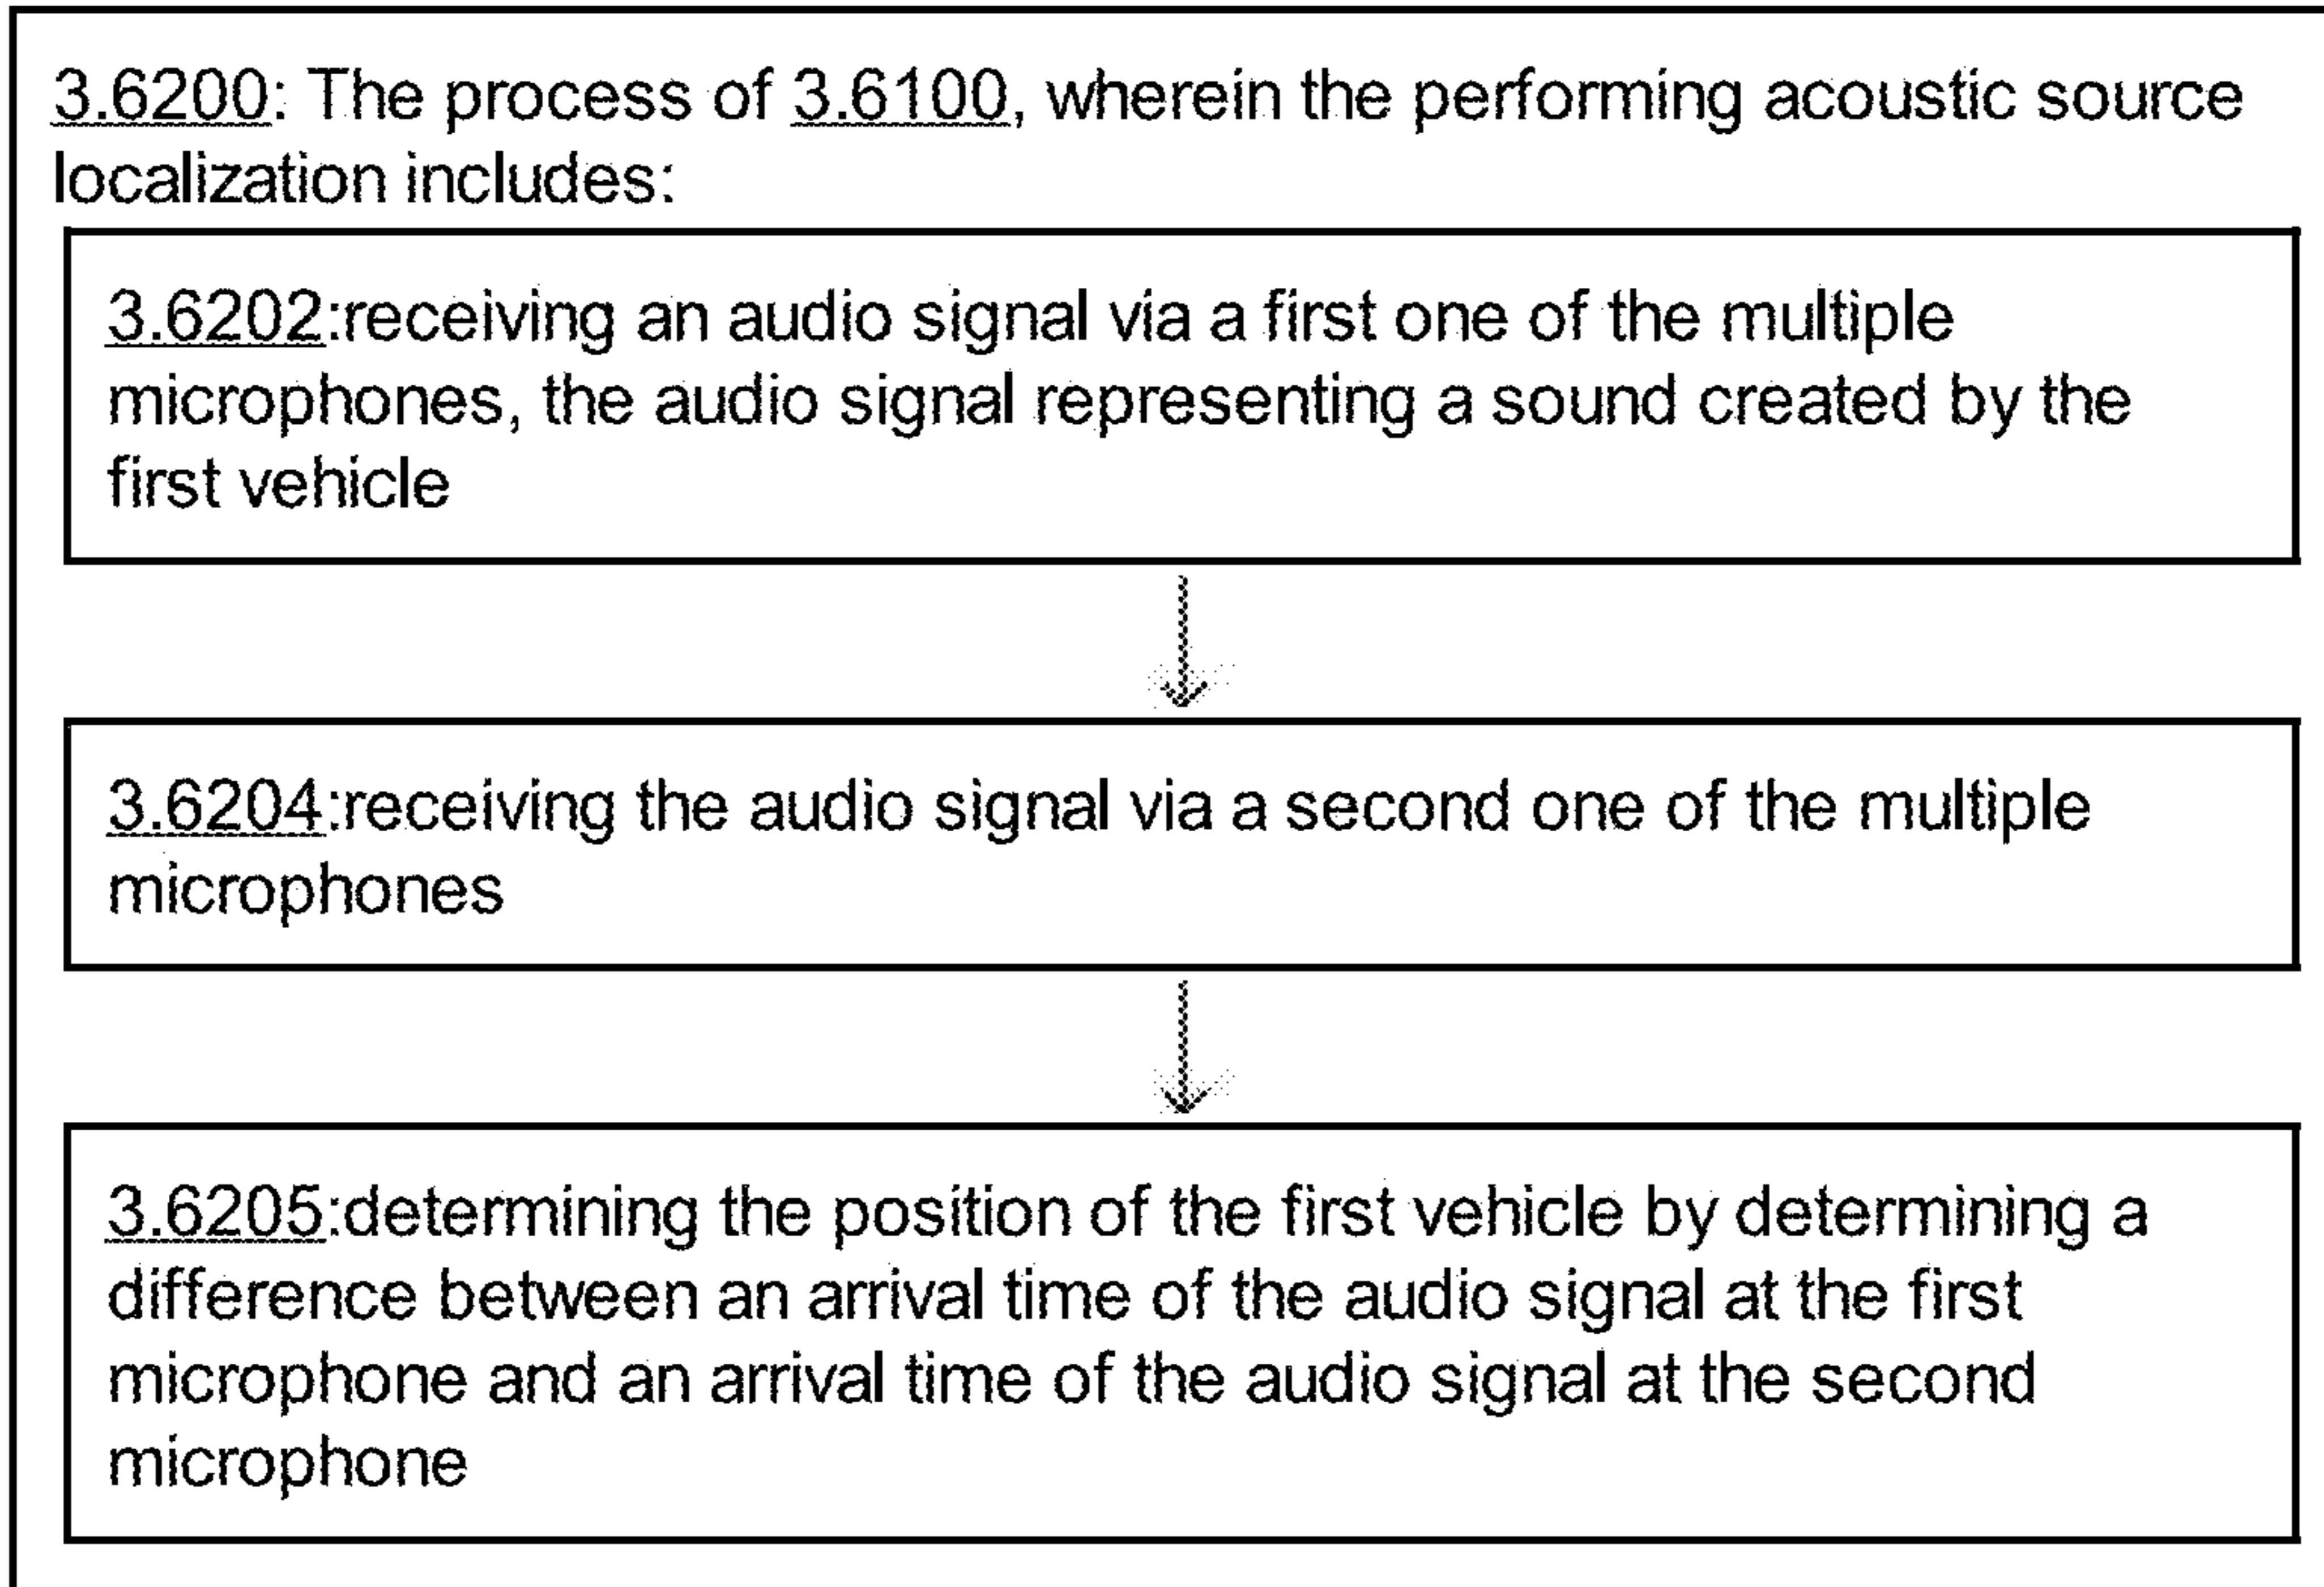 3.6200: The process of 3.6100, wherein the performing acoustic source
localization includes:
3.6202:receiving an audio signal via a first one of the multiple
microphones, the audio signal representing a sound created by the
first vehicle
3.6204:receiving the audio signal via a second one of the multiple
microphones
3.6205:determining the position of the first vehicle by determining a
difference between an arrival time of the audio signal at the first
microphone and an arrival time of the audio signal at the second
microphone